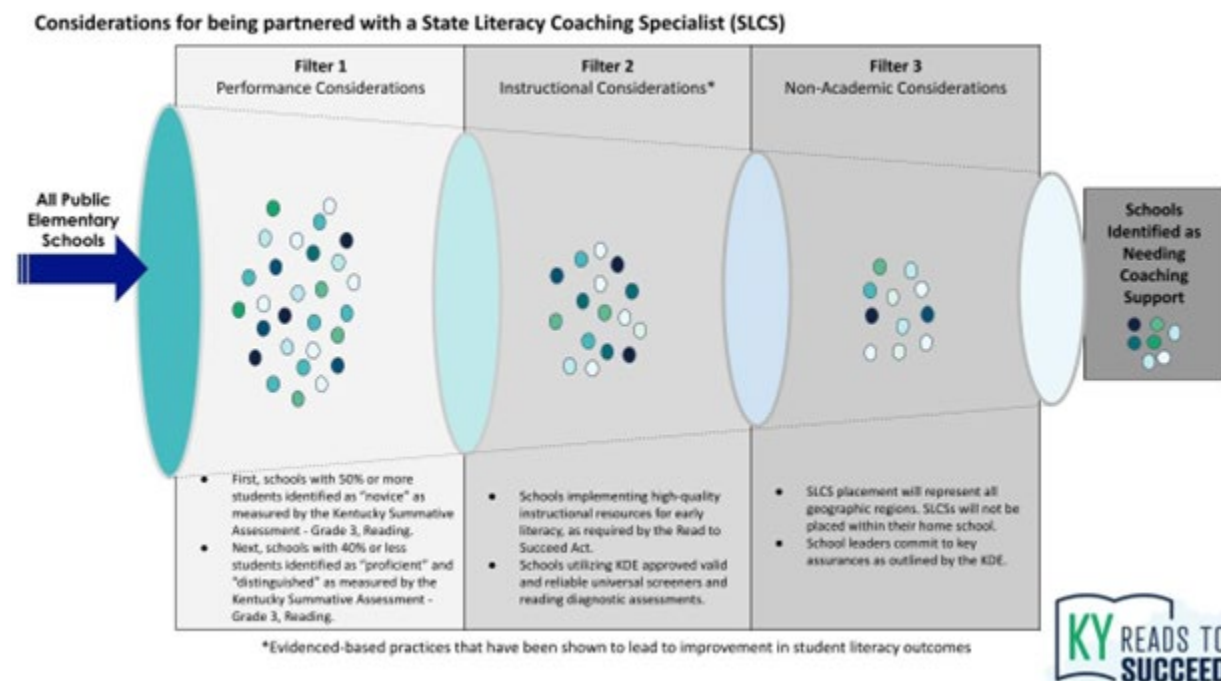 Considerations for being partnered with a State Literacy Coaching Specialist (SLCS)
Filter 1
Performance Considerations
Filter 2
Instructional Considerations*
Filter 3
Non-Academic Considerations
All Public
Elementary
Schools
Schools
Identified as
Needing
Coaching
Support
● First, schools with 50% or more
students identified as "novice" as
measured by the Kentucky Summative
Assessment - Grade 3, Reading.
● Next, schools with 40% or less
students identified as "proficient" and
"distinguished" as measured by the
Kentucky Summative Assessment -
Grade 3, Reading.
● Schools implementing high-quality
instructional resources for early
literacy, as required by the Read to
Succeed Act.
● Schools utilizing KDE approved valid
and reliable universal screeners and
reading diagnostic assessments.
● SLCS placement will represent all
geographic regions. SLCSs will not be
placed within their home school.
● School leaders commit to key
assurances as outlined by the KDE.
*Evidenced-based practices that have been shown to lead to improvement in student literacy outcomes
KY READS TO
SUCCEED